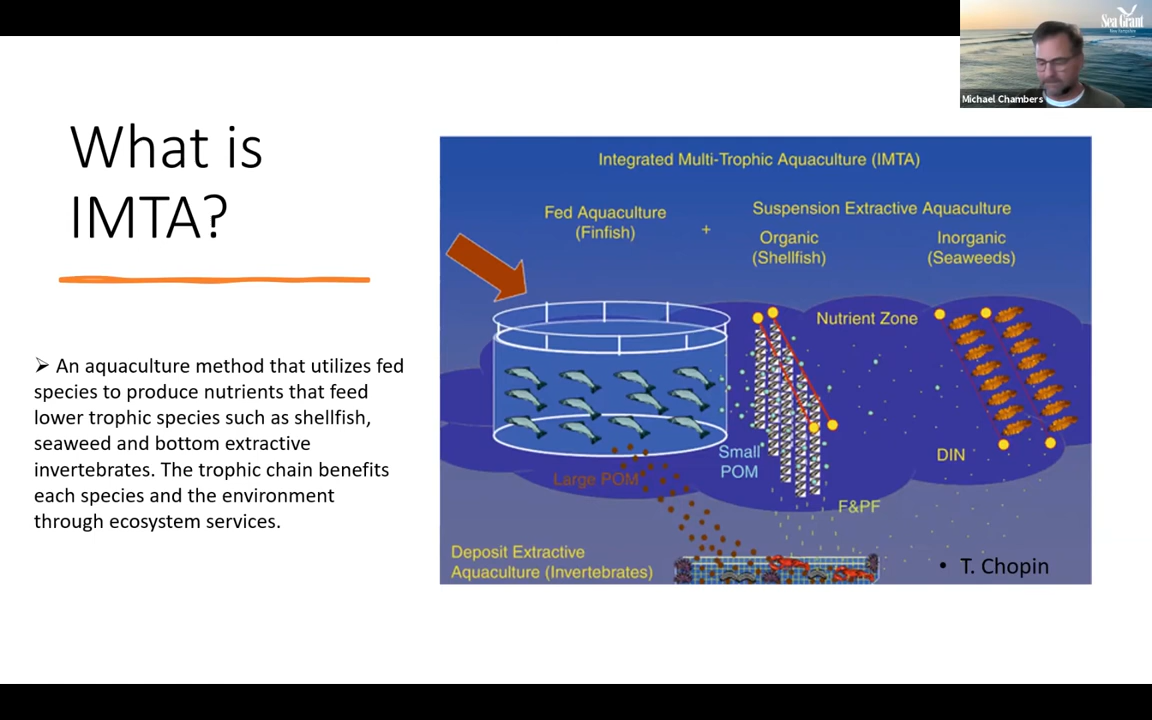 Sea Grant
New Hampshire
Michael Chambers
What is
IMTA?
➢ An aquaculture method that utilizes fed
species to produce nutrients that feed
lower trophic species such as shellfish,
seaweed and bottom extractive
invertebrates. The trophic chain benefits
each species and the environment
through ecosystem services.
Integrated Multi-Trophic Aquaculture (IMTA)
Fed Aquaculture
(Finfish)
+
Suspension Extractive Aquaculture
Organic
(Shellfish)
Inorganic
(Seaweeds)
Nutrient Zone
Small
POM
DIN
Large POM
F&PF
Deposit Extractive
Aquaculture (Invertebrates)
• T. Chopin